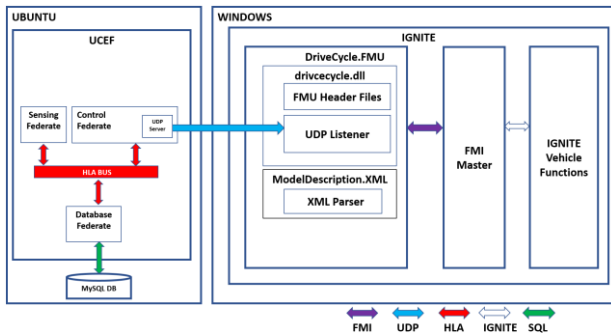 UBUNTU
UCEF
Sensing
Federate
Control
Federate
UDP
Server
HLA BUS
Database
Federate
MySQL DB
WINDOWS
IGNITE
DriveCycle.FMU
drivcecycle.dll
FMU Header Files
UDP Listener
ModelDescription.XML
XML Parser
FMI
Master
IGNITE
Vehicle
Functions
FMI
UDP
HLA
IGNITE
SQL